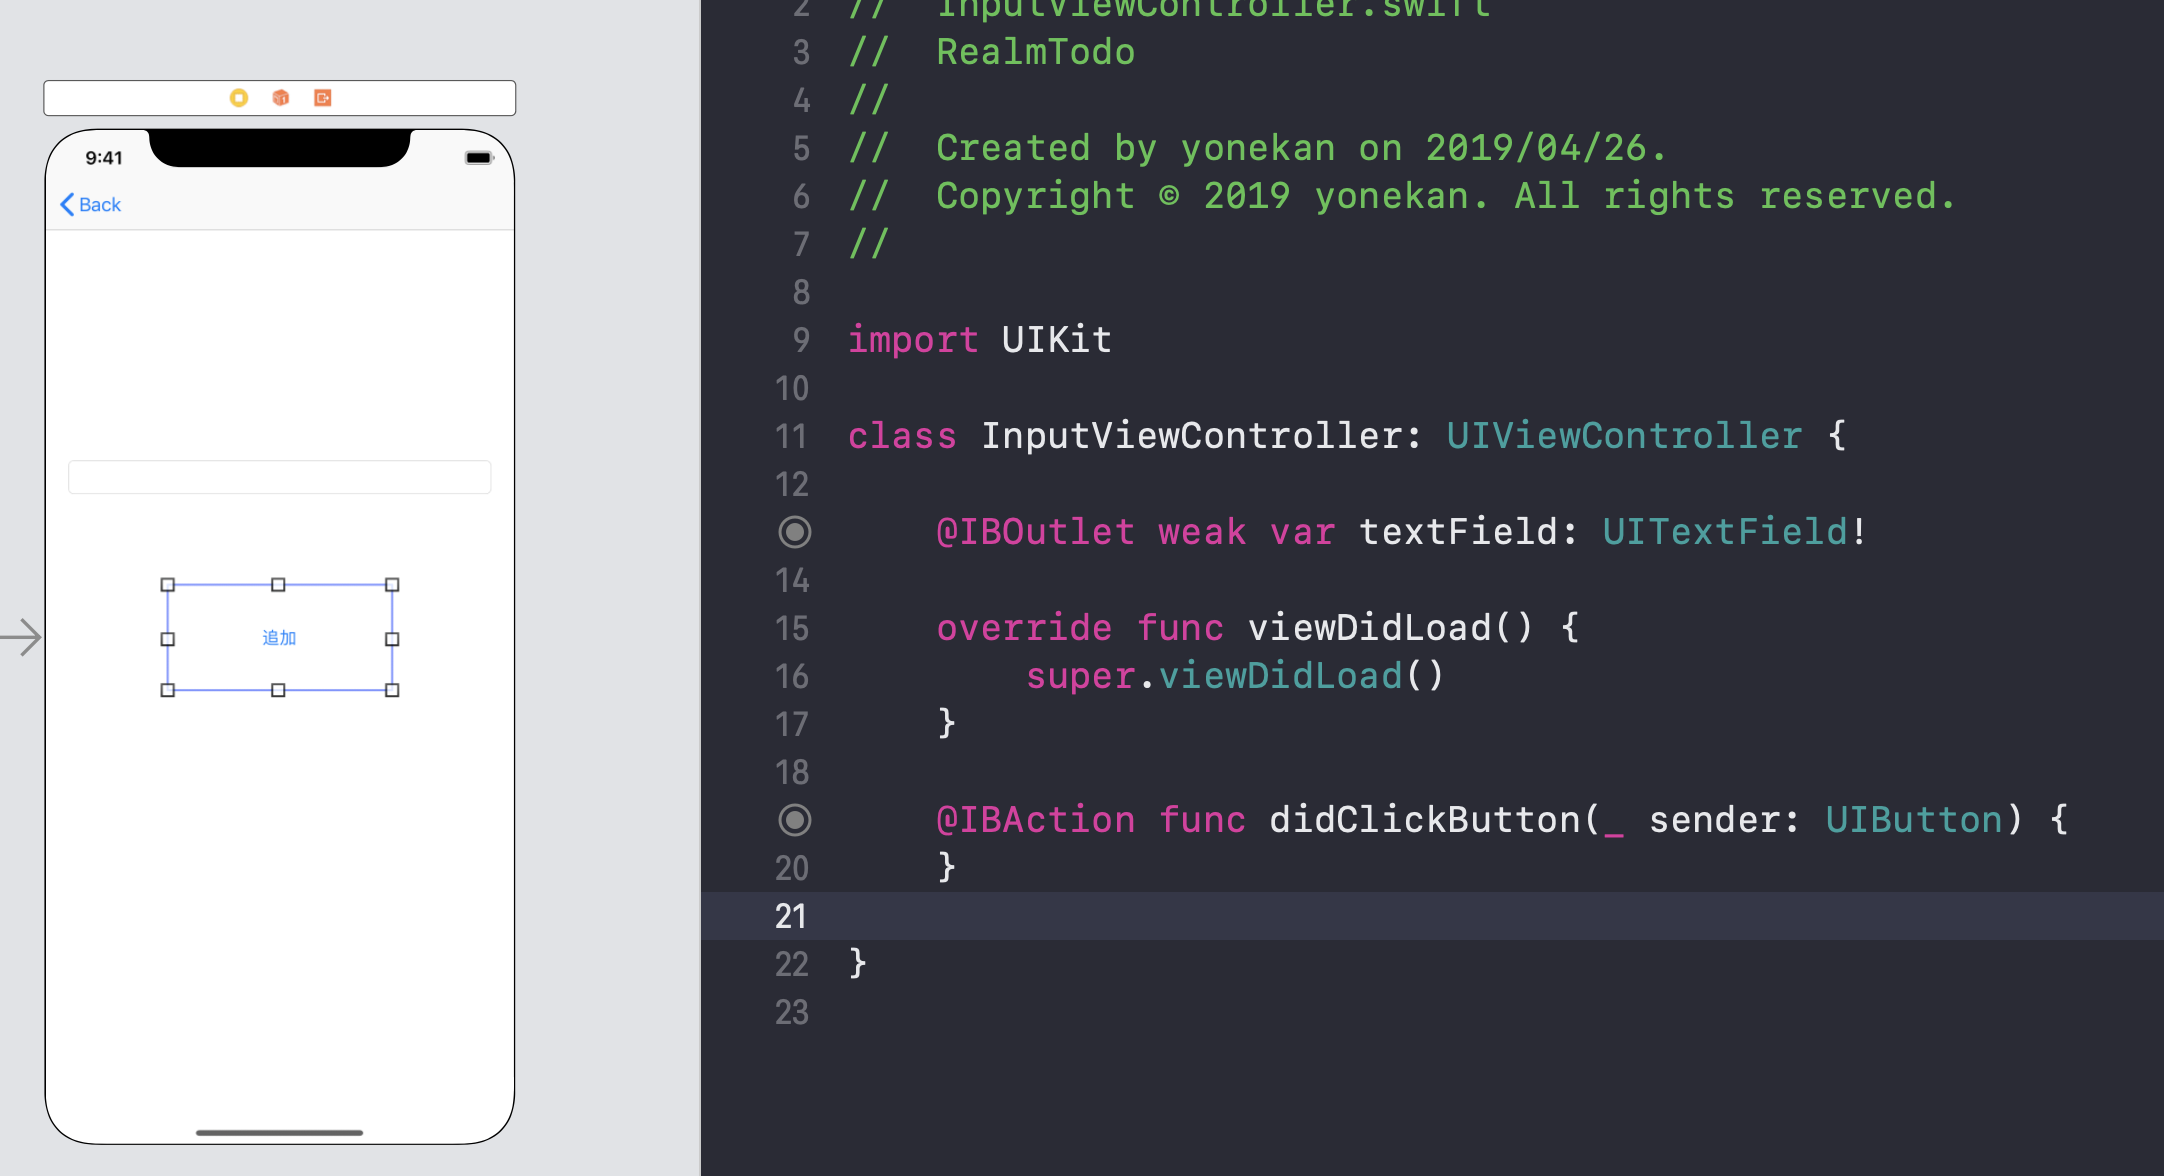 9:41
Back
追加
2 //  InputViewController.swift
3 //  RealmTodo
4 //
5 //  Created by yonekan on 2019/04/26.
6 //  Copyright © 2019 yonekan. All rights reserved.
7 //
8
9 import UIKit
10
11 class InputViewController: UIViewController {
12
@IBOutlet weak var textField: UITextField!
14
15     override func viewDidLoad() {
16         super.viewDidLoad()
17     }
18
@IBAction func didClickButton(_ sender: UIButton) {
20     }
21
22 }
23